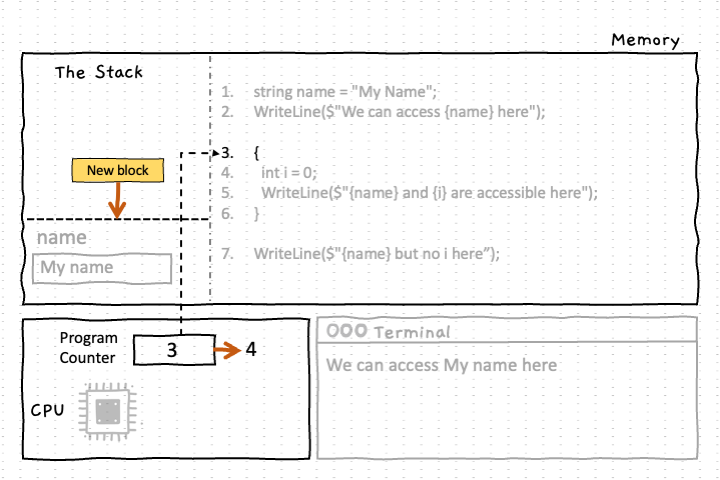 Memory
The Stack
1. string name = "My Name";
2. WriteLine($"We can access {name} here");
3. {
New block
4. int i = 0;
5. WriteLine($"{name} and {i} are accessible here");
6. }
name
My name
7. WriteLine($"{name} but no i here”);
Program
Counter
3
4
CPU
Terminal
We can access My name here